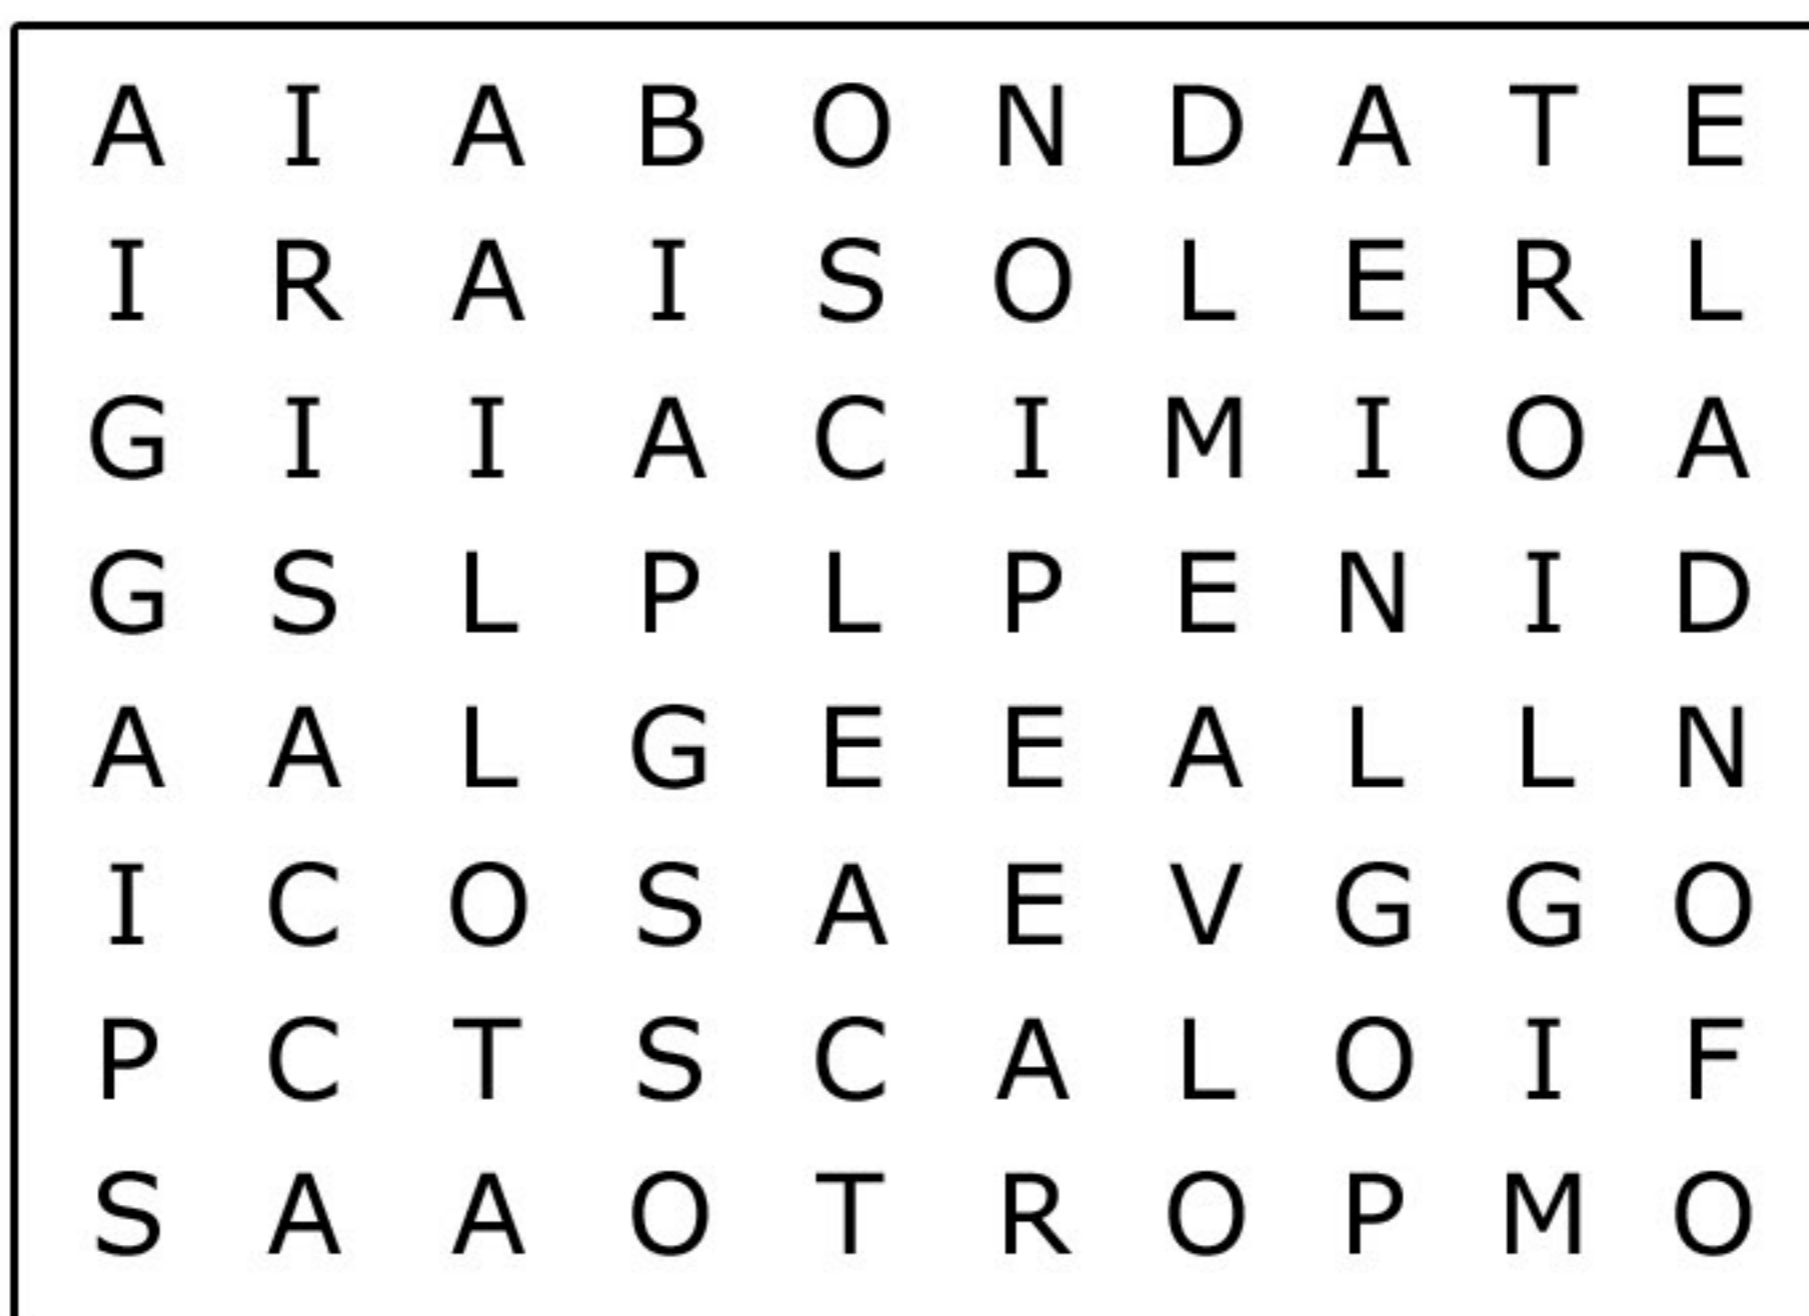 A I A B O N D A T E
I R A I S O L E R L
G I I A C I M I O A
G S L P L P E N I D
A A L G E E A L L N
I C O S A E V G G O
P C T S C A L O I F
S A A O T R O P M O